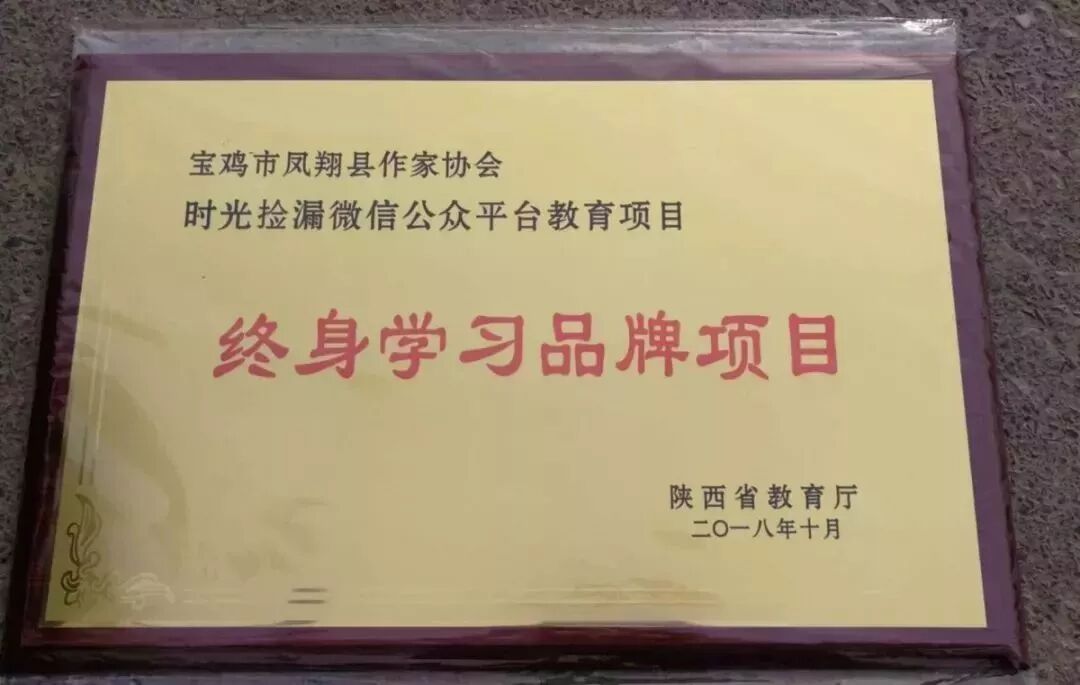 宝鸡市凤翔县作家协会
时光捡漏微信公众平台教育项目
终身学习品牌项目
陕西省教育厅
二〇一八年十月